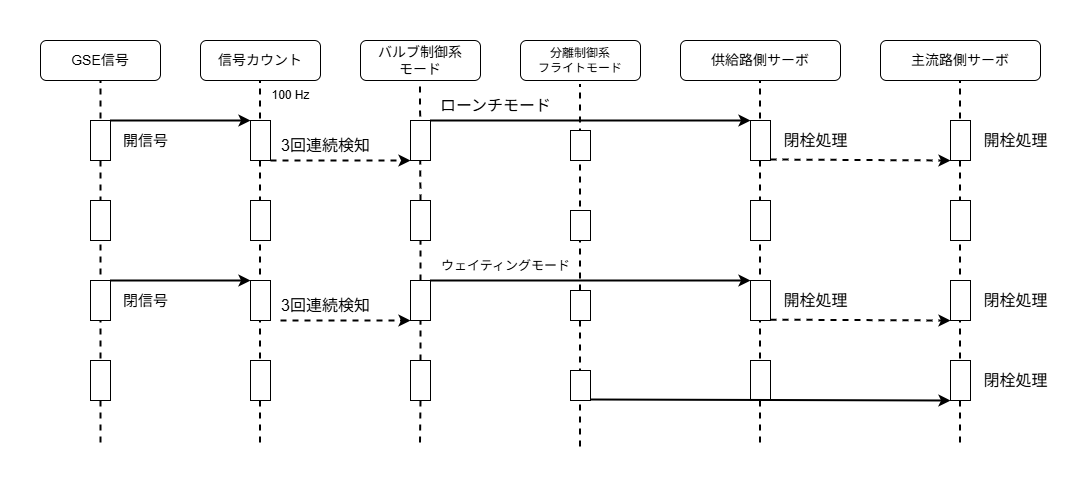 GSE信号
信号カウント
バルブ制御系
モード
分離制御系
フライトモード
供給路側サーボ
主流路側サーボ
100 Hz
ローンチモード
開信号
3回連続検知
閉栓処理
開栓処理
ウェイティングモード
閉信号
3回連続検知
開栓処理
閉栓処理
閉栓処理